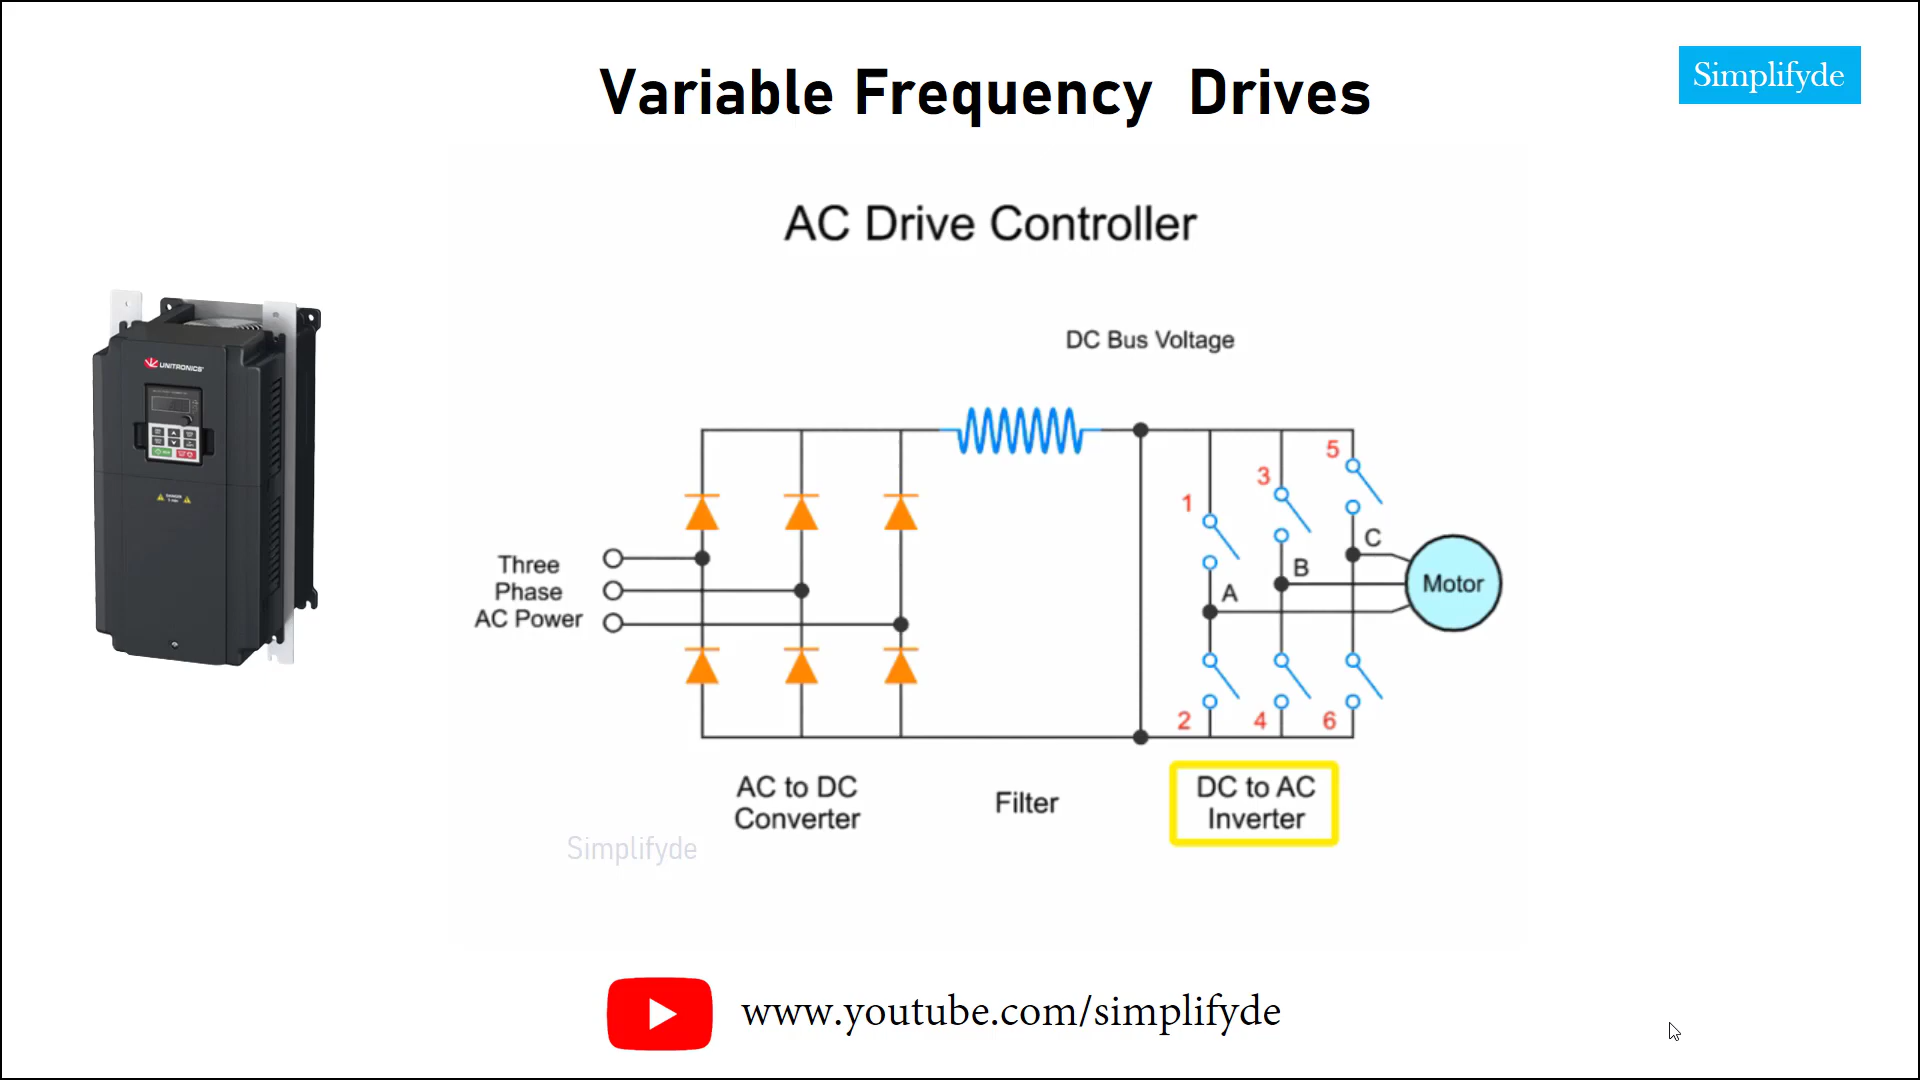 Variable Frequency Drives
Simplifyde
AC Drive Controller
DC Bus Voltage
UNITRONICS
5
3
1
C
B
A
Three
Phase
AC Power
Motor
2
4
6
AC to DC
Converter
Filter
DC to AC
Inverter
Simplifyde
www.youtube.com/simplifyde